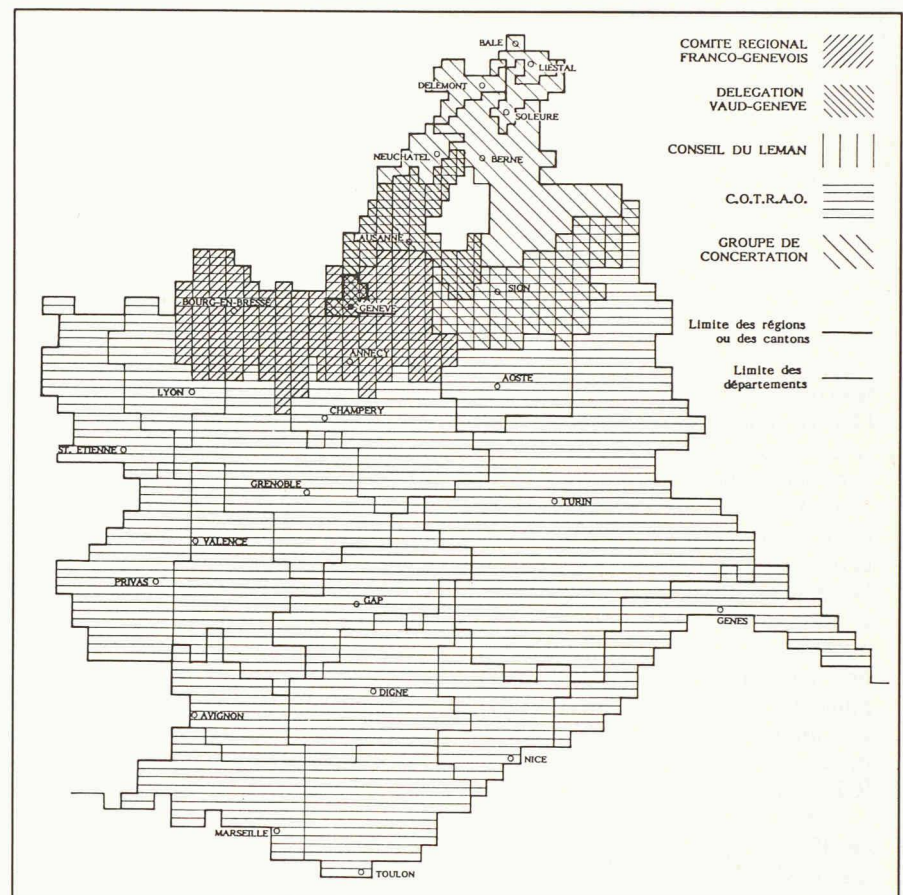 COMITE REGIONAL
FRANCO-GENEVOIS
DELEGATION
VAUD-GENEVE
CONSEIL DU LEMAN
C.O.T.R.A.O.
GROUPE DE
CONCERTATION
Limite des régions
ou des cantons
Limite des
départements
BALE
LIESTAL
DELEMONT
SOLEURE
NEUCHATEL
BERNE
LAUSANNE
SION
BOURG-EN-BRESSE
GENEVE
ANNECY
LYON
AOSTE
CHAMPERY
ST. ETIENNE
GRENOBLE
TURIN
VALENCE
PRIVAS
GAP
GENES
DIGNE
AVIGNON
NICE
MARSEILLE
TOULON